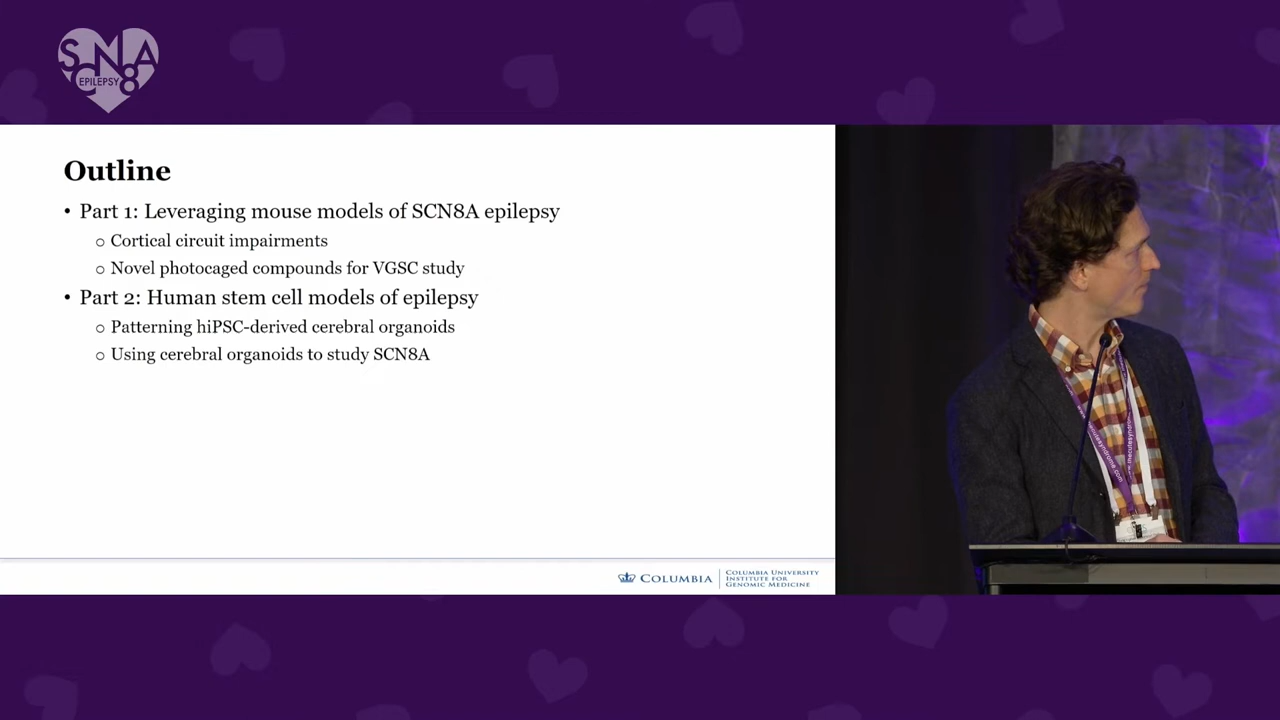 SCN8A
EPILEPSY
Outline
• Part 1: Leveraging mouse models of SCN8A epilepsy
○ Cortical circuit impairments
○ Novel photocaged compounds for VGSC study
• Part 2: Human stem cell models of epilepsy
○ Patterning hiPSC-derived cerebral organoids
○ Using cerebral organoids to study SCN8A
COLUMBIA
COLUMBIA UNIVERSITY
INSTITUTE FOR
GENOMIC MEDICINE